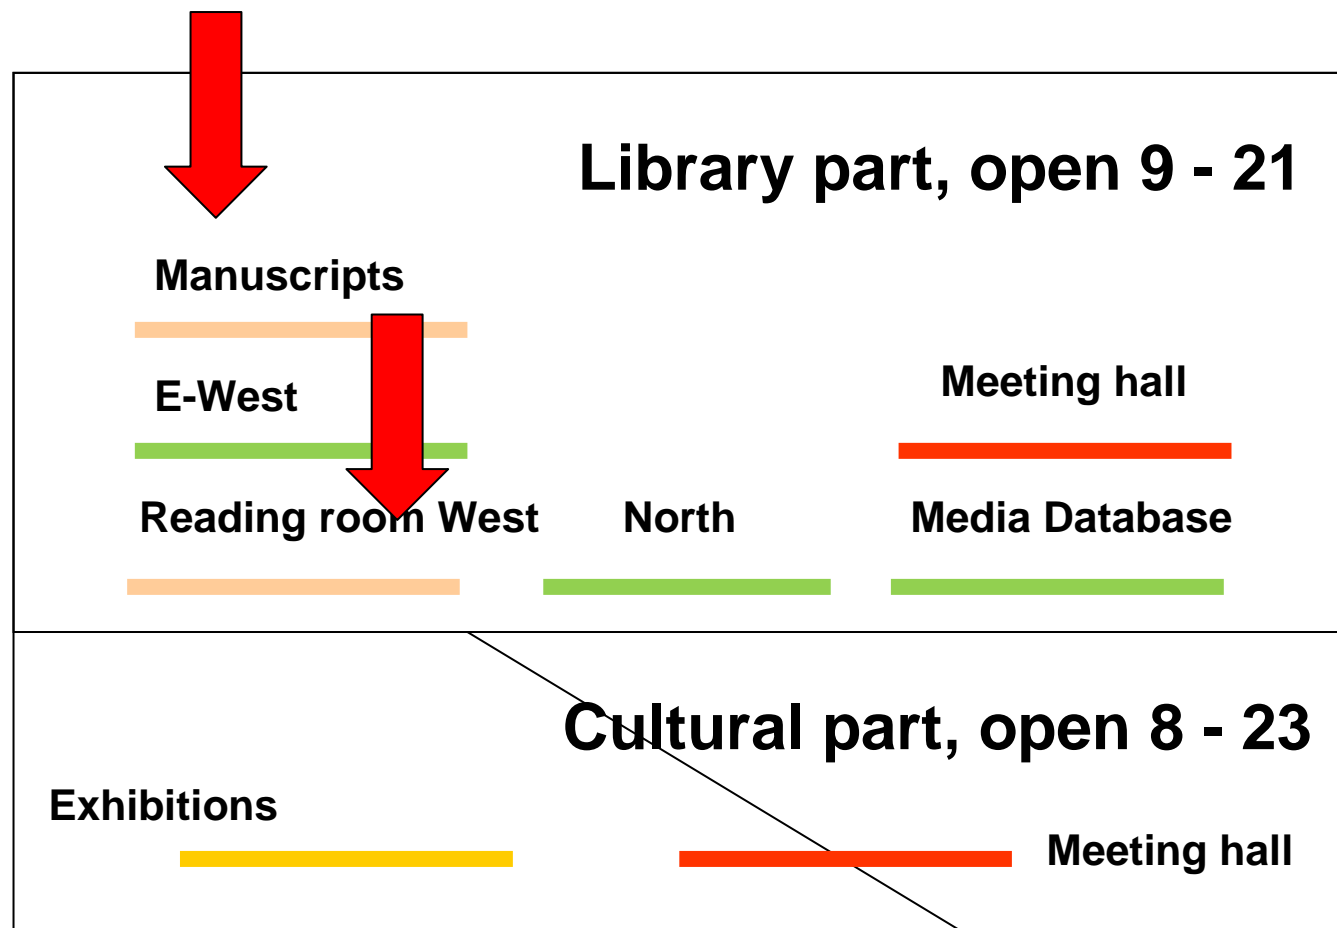 Library part, open 9 - 21
Manuscripts
E-West
Meeting hall
Reading room West
North
Media Database
Cultural part, open 8 - 23
Exhibitions
Meeting hall